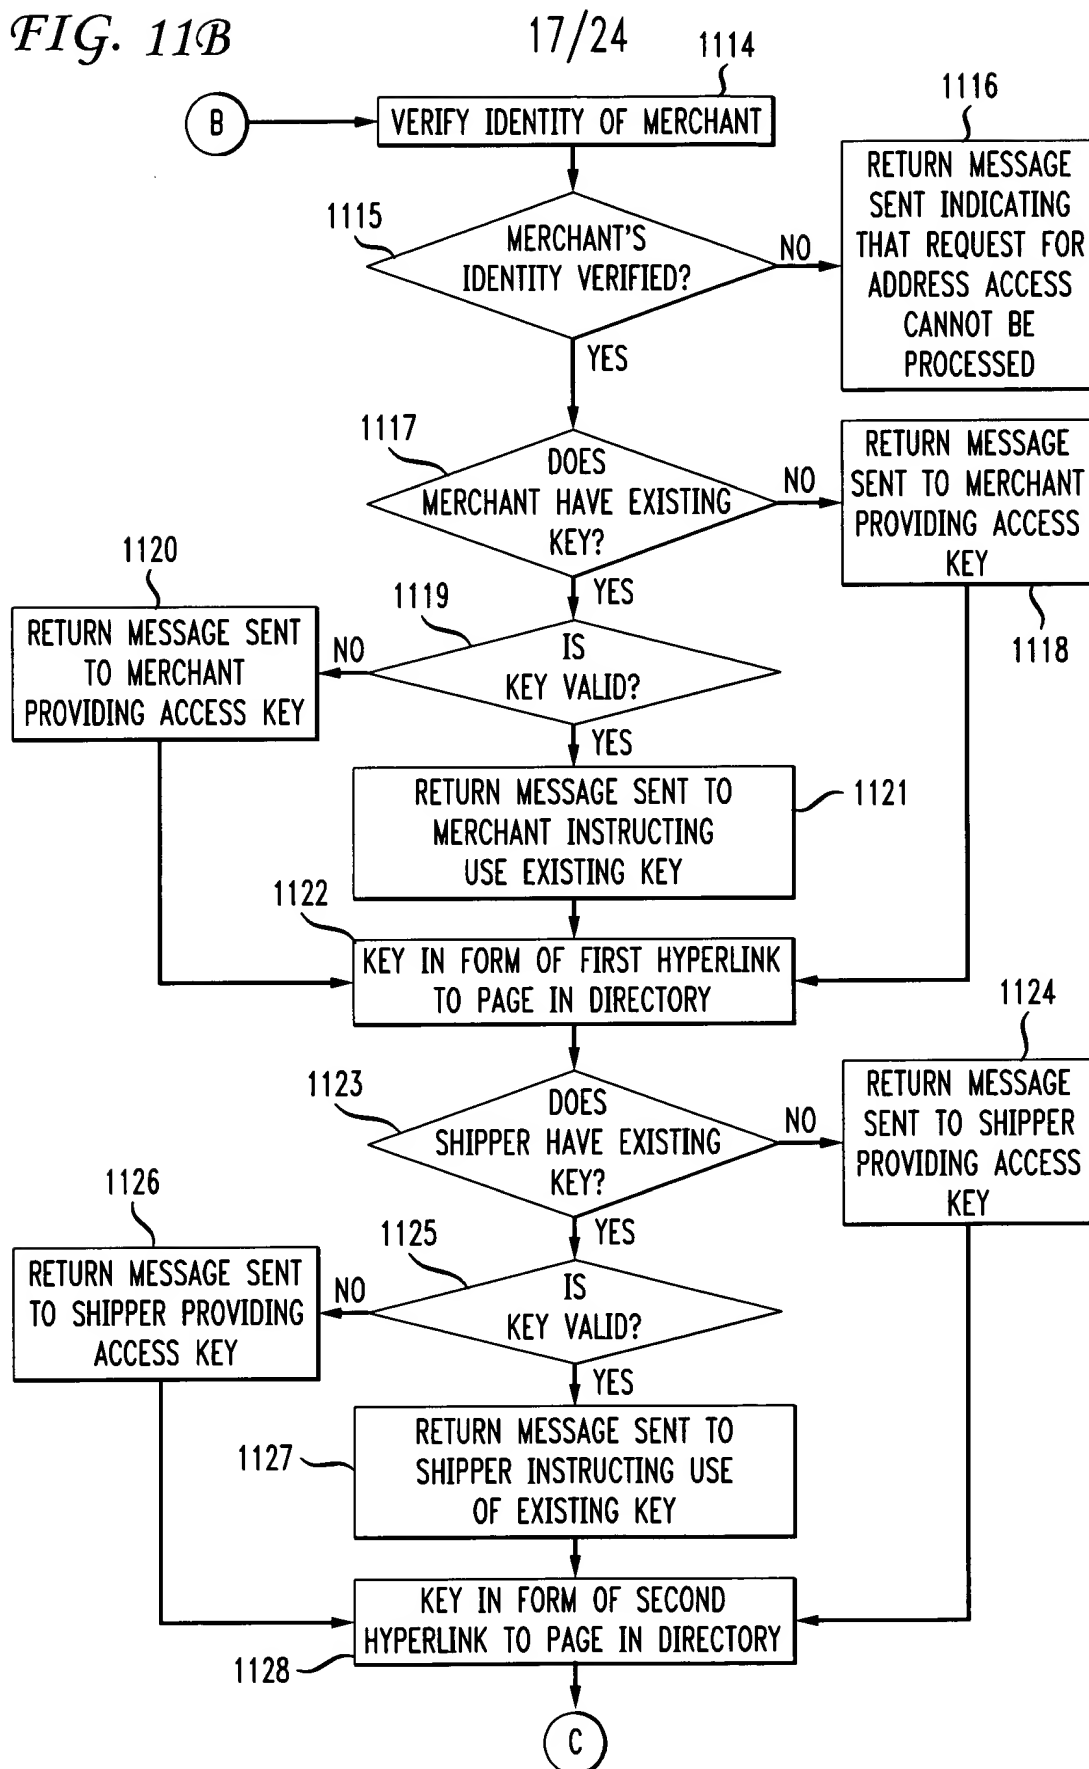 FIG. 11B
17/24
1114
B
VERIFY IDENTITY OF MERCHANT
1116
RETURN MESSAGE
SENT INDICATING
THAT REQUEST FOR
ADDRESS ACCESS
CANNOT BE
PROCESSED
1115
MERCHANT'S
IDENTITY VERIFIED?
NO
YES
1117
DOES
MERCHANT HAVE EXISTING
KEY?
NO
RETURN MESSAGE
SENT TO MERCHANT
PROVIDING ACCESS
KEY
1118
YES
1120
RETURN MESSAGE SENT
TO MERCHANT
PROVIDING ACCESS KEY
1119
NO
IS
KEY VALID?
YES
RETURN MESSAGE SENT TO
MERCHANT INSTRUCTING
USE EXISTING KEY
1121
1122
KEY IN FORM OF FIRST HYPERLINK
TO PAGE IN DIRECTORY
1124
1123
DOES
SHIPPER HAVE EXISTING
KEY?
NO
RETURN MESSAGE
SENT TO SHIPPER
PROVIDING ACCESS
KEY
YES
1126
RETURN MESSAGE SENT
TO SHIPPER PROVIDING
ACCESS KEY
1125
NO
IS
KEY VALID?
YES
1127
RETURN MESSAGE SENT TO
SHIPPER INSTRUCTING USE
OF EXISTING KEY
KEY IN FORM OF SECOND
HYPERLINK TO PAGE IN DIRECTORY
1128
C